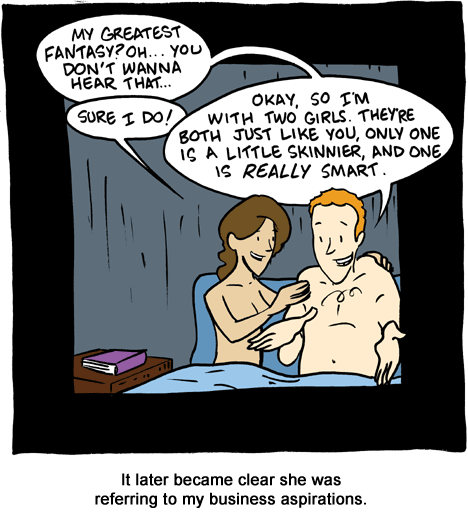 MY GREATEST
FANTASY? OH... YOU
DON'T WANNA
HEAR THAT...
SURE I DO!
OKAY, SO I'M
WITH TWO GIRLS. THEY'RE
BOTH JUST LIKE YOU, ONLY ONE
IS A LITTLE SKINNIER, AND ONE
IS REALLY SMART.
It later became clear she was
referring to my business aspirations.